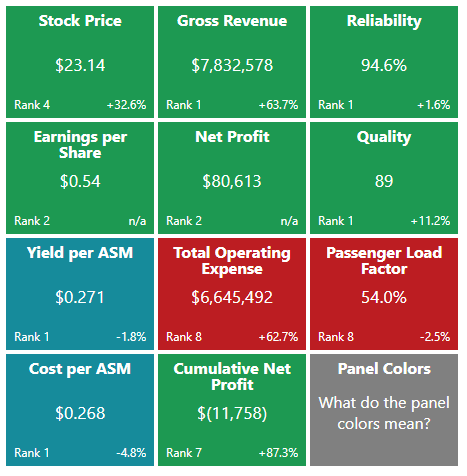 Stock Price
$23.14
Rank 4 +32.6%
Gross Revenue
$7,832,578
Rank 1 +63.7%
Reliability
94.6%
Rank 1 +1.6%
Earnings per
Share
$0.54
Rank 2 n/a
Net Profit
$80,613
Rank 2 n/a
Quality
89
Rank 1 +11.2%
Yield per ASM
$0.271
Rank 1 -1.8%
Total Operating
Expense
$6,645,492
Rank 8 +62.7%
Passenger Load
Factor
54.0%
Rank 8 -2.5%
Cost per ASM
$0.268
Rank 1 -4.8%
Cumulative Net
Profit
$(11,758)
Rank 7 +87.3%
Panel Colors
What do the panel
colors mean?